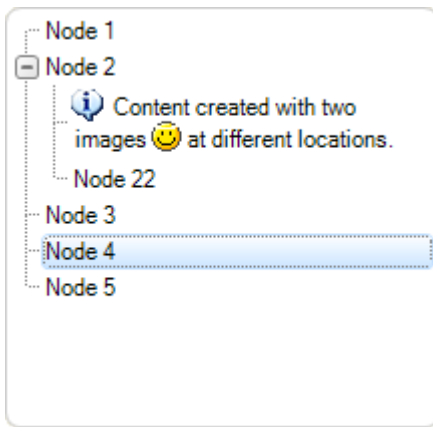 Node 1
Node 2
Content created with two
images at different locations.
Node 22
Node 3
Node 4
Node 5